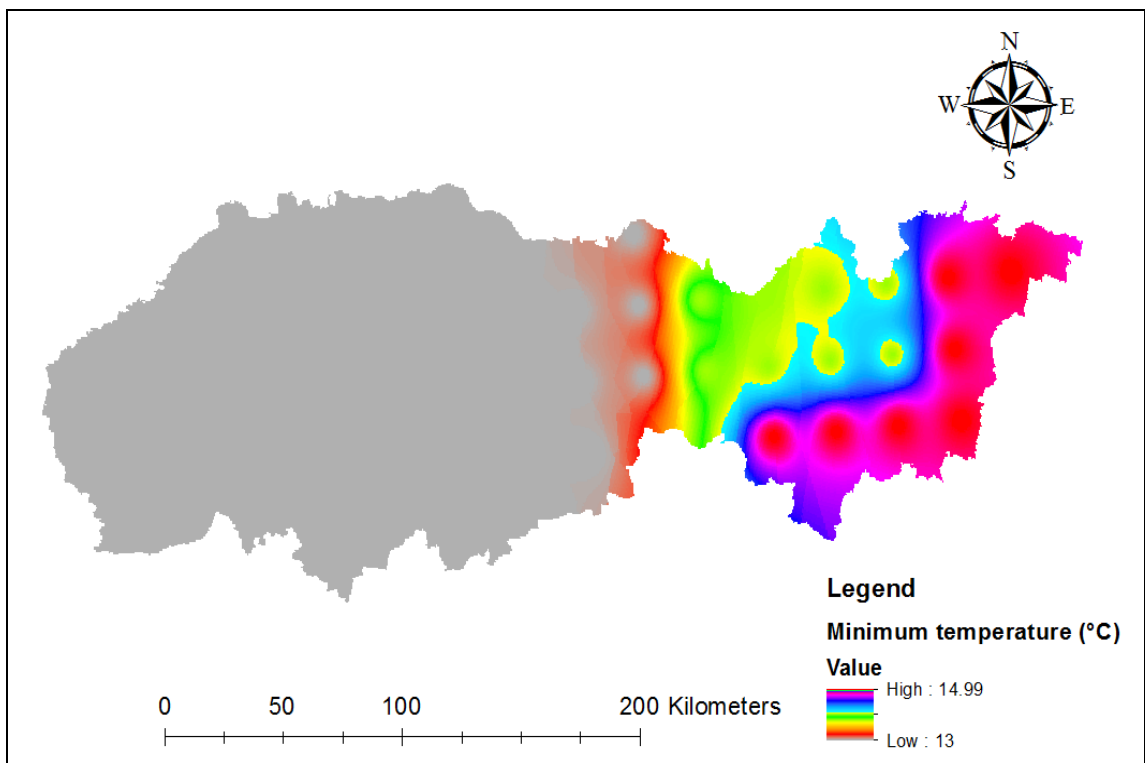 N
W E
S
Legend
Minimum temperature (°C)
Value
High : 14.99
Low : 13
0 50 100 200 Kilometers